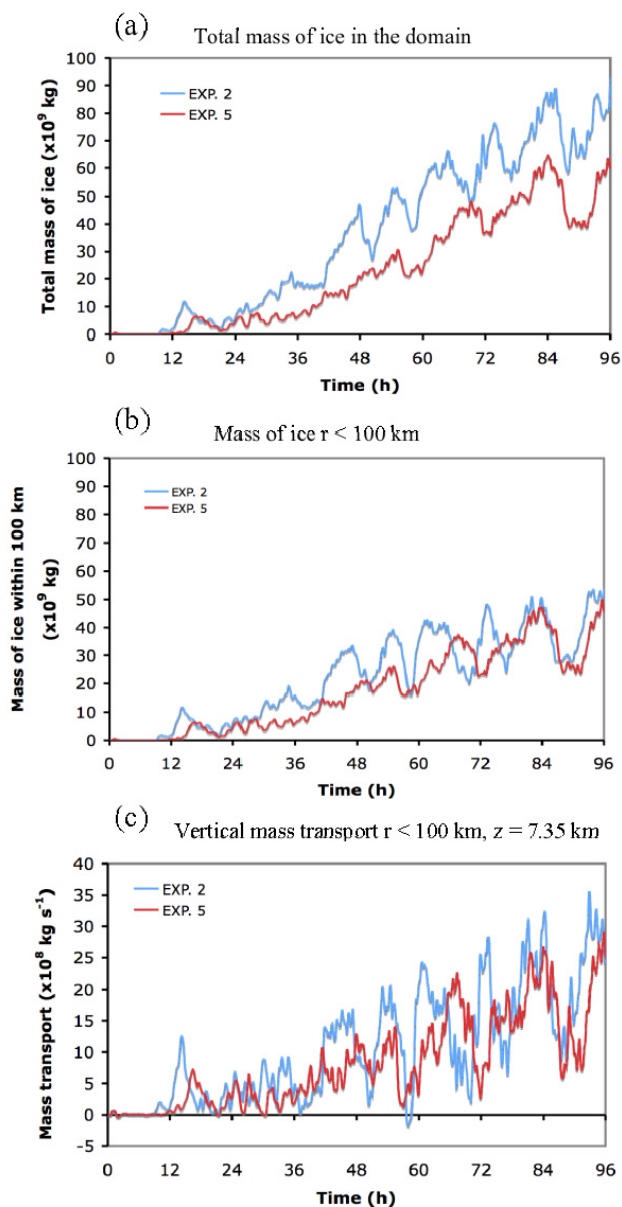 (a)
Total mass of ice in the domain
Total mass of ice (x10⁹ kg)
100
90
80
70
60
50
40
30
20
10
0
EXP. 2
EXP. 5
0 12 24 36 48 60 72 84 96
Time (h)
(b)
Mass of ice r < 100 km
Mass of ice within 100 km
(x10⁹ kg)
100
90
80
70
60
50
40
30
20
10
0
EXP. 2
EXP. 5
0 12 24 36 48 60 72 84 96
Time (h)
(c)
Vertical mass transport r < 100 km, z = 7.35 km
Mass transport (x10⁸ kg s⁻¹)
40
35
30
25
20
15
10
5
0
-5
EXP. 2
EXP. 5
0 12 24 36 48 60 72 84 96
Time (h)